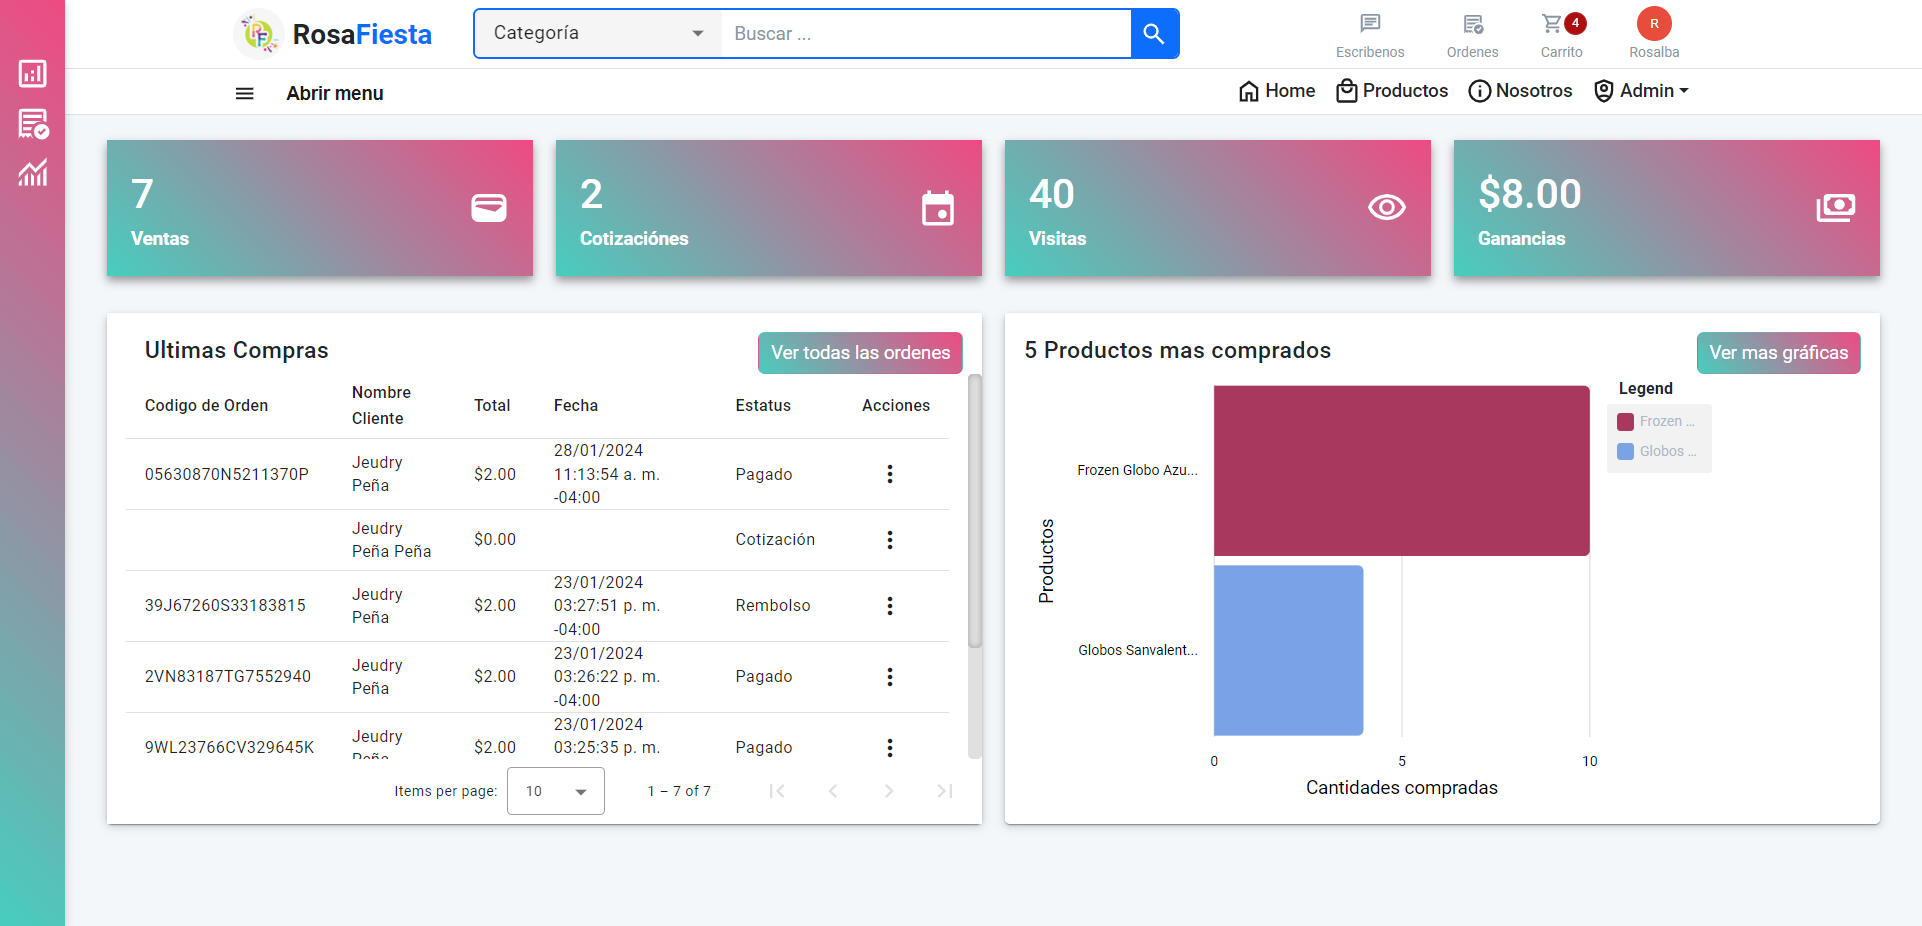 RosaFiesta
Categoría
Buscar ...
Escribenos
Ordenes
4
Carrito
R
Rosalba
Abrir menu
Home
Productos
Nosotros
Admin
7
Ventas
2
Cotizaciónes
40
Visitas
$8.00
Ganancias
Ultimas Compras
Ver todas las ordenes
Codigo de Orden
Nombre
Cliente
Total
Fecha
Estatus
Acciones
05630870N5211370P
Jeudry
Peña
$2.00
28/01/2024
11:13:54 a. m.
-04:00
Pagado
Jeudry
Peña Peña
$0.00
Cotización
39J67260S33183815
Jeudry
Peña
$2.00
23/01/2024
03:27:51 p. m.
-04:00
Rembolso
2VN83187TG7552940
Jeudry
Peña
$2.00
23/01/2024
03:26:22 p. m.
-04:00
Pagado
9WL23766CV329645K
Jeudry
Peña
$2.00
23/01/2024
03:25:35 p. m.
Pagado
Items per page:
10
1 – 7 of 7
5 Productos mas comprados
Ver mas gráficas
Legend
Frozen ...
Globos ...
Productos
Frozen Globo Azu...
Globos Sanvalent...
0
5
10
Cantidades compradas